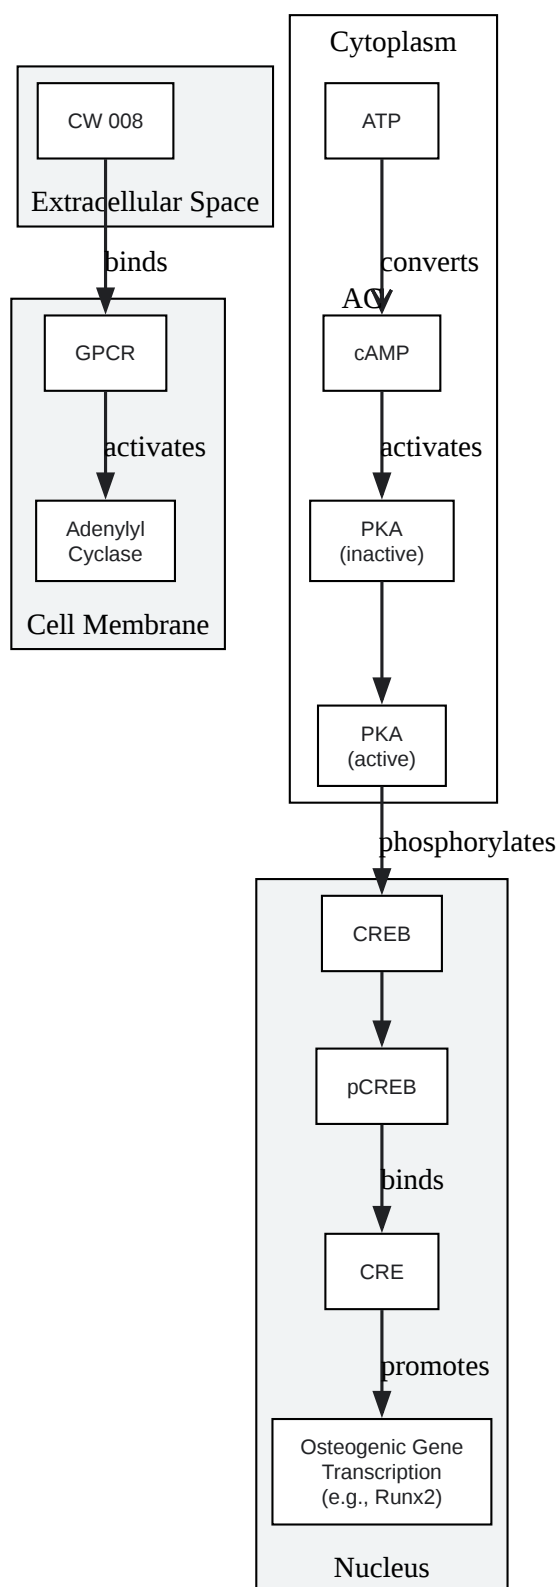 Cytoplasm
CW 008
ATP
Extracellular Space
binds
converts
AC
GPCR
cAMP
activates
activates
Adenylyl
Cyclase
PKA
(inactive)
Cell Membrane
PKA
(active)
phosphorylates
CREB
pCREB
binds
CRE
promotes
Osteogenic Gene
Transcription
(e.g., Runx2)
Nucleus